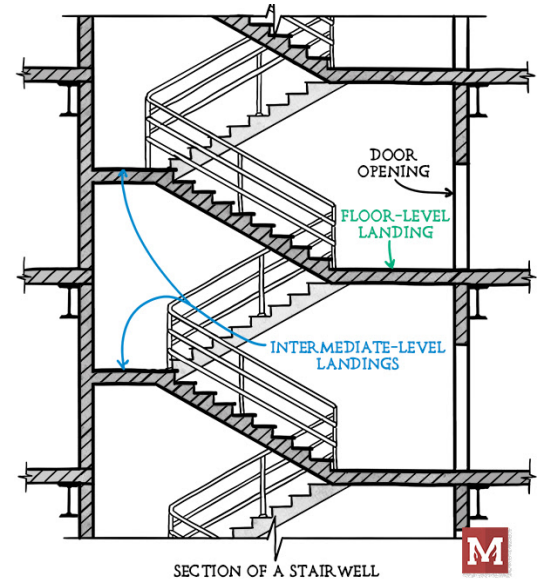 DOOR
OPENING
FLOOR-LEVEL
LANDING
INTERMEDIATE-LEVEL
LANDINGS
M
SECTION OF A STAIRWELL